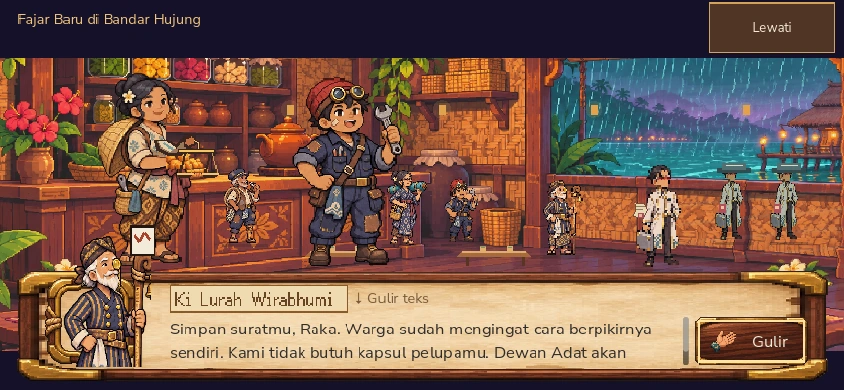 Fajar Baru di Bandar Hujung
Lewati
Ki Lurah Wirabhumi
↓ Gulir teks
Simpan suratmu, Raka. Warga sudah mengingat cara berpikirnya
sendiri. Kami tidak butuh kapsul pelupamu. Dewan Adat akan
Gulir